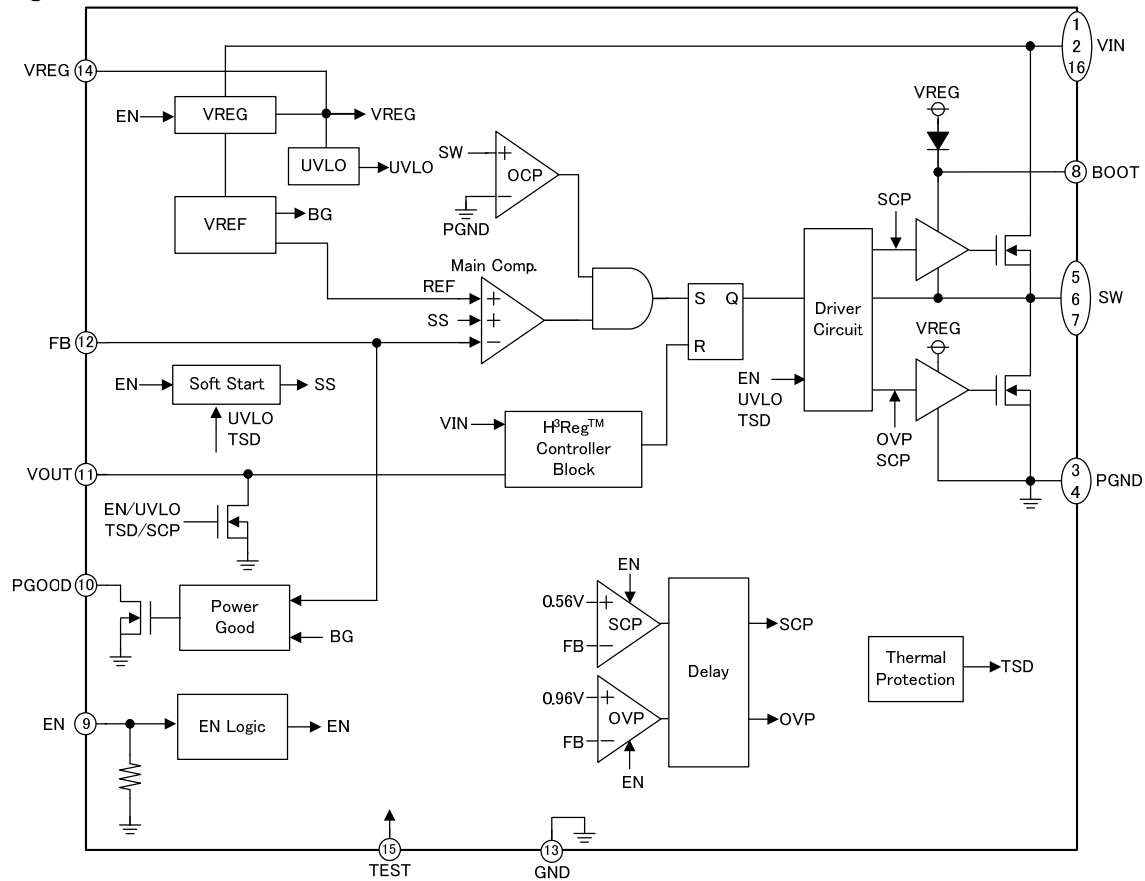 1
2
16
VIN
VREG
14
EN
VREG
VREG
UVLO
UVLO
VREF
BG
SW
+
OCP
−
PGND
VREG
8
BOOT
SCP
Main Comp.
REF
+
SS
+
−
S
Q
R
Driver
Circuit
5
6
7
SW
VREG
FB
12
EN
Soft Start
SS
UVLO
TSD
EN
UVLO
TSD
OVP
SCP
VIN
H³Reg™
Controller
Block
VOUT
11
3
4
PGND
EN/UVLO
TSD/SCP
PGOOD
10
Power
Good
BG
EN
0.56V
+
SCP
FB
−
Delay
SCP
Thermal
Protection
TSD
0.96V
+
OVP
FB
−
EN
OVP
EN
9
EN Logic
EN
15
TEST
13
GND